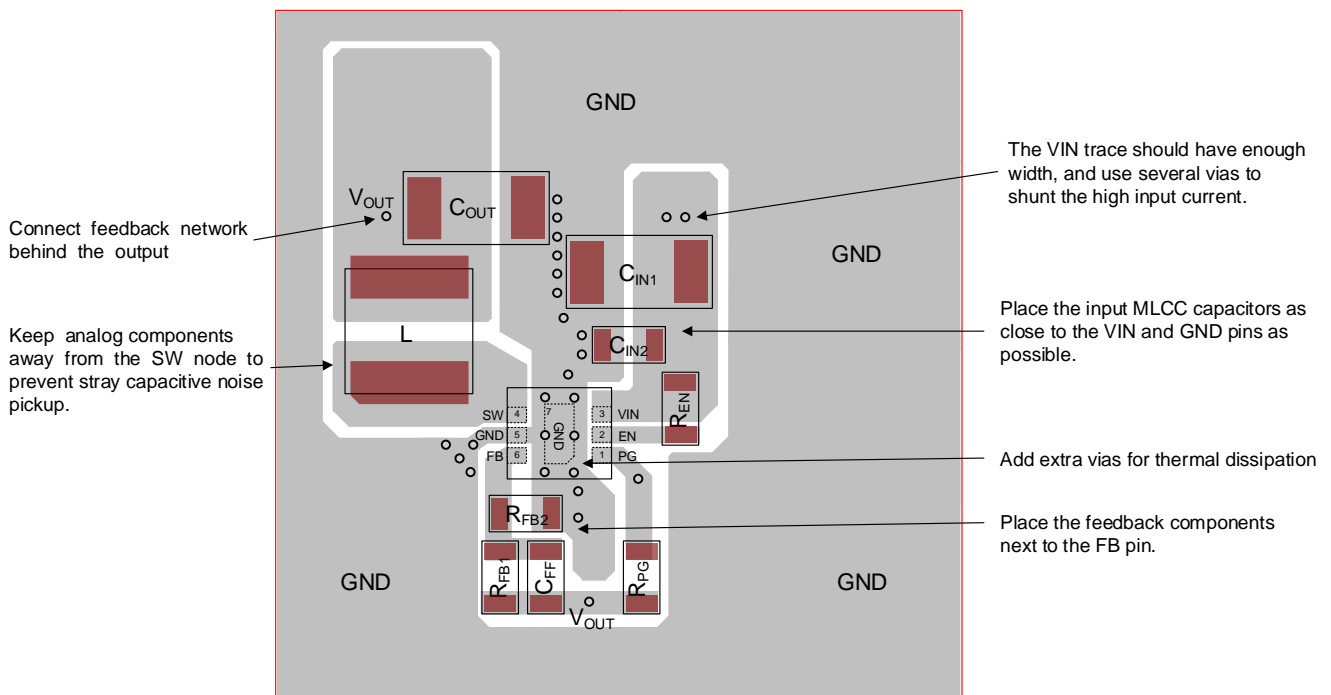 GND
The VIN trace should have enough
width, and use several vias to
shunt the high input current.
VOUT
COUT
Connect feedback network
behind the output
GND
CIN1
Place the input MLCC capacitors as
close to the VIN and GND pins as
possible.
Keep analog components
away from the SW node to
prevent stray capacitive noise
pickup.
L
CIN2
REN
SW 4 7 3 VIN
GND 5 GND 2 EN
FB 6 1 PG
Add extra vias for thermal dissipation
RFB2
Place the feedback components
next to the FB pin.
GND
RFB1
CFF
RPG
GND
VOUT